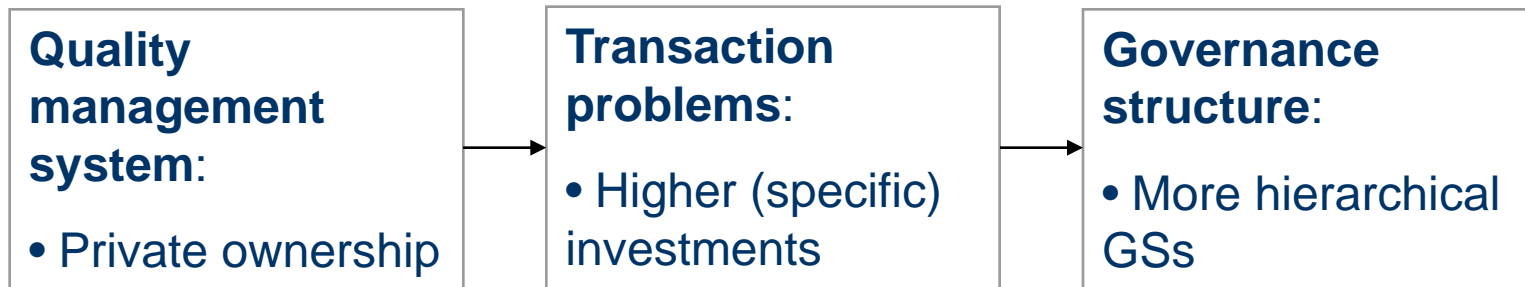 Quality
management
system:
• Private ownership
Transaction
problems:
• Higher (specific)
investments
Governance
structure:
• More hierarchical
GSs